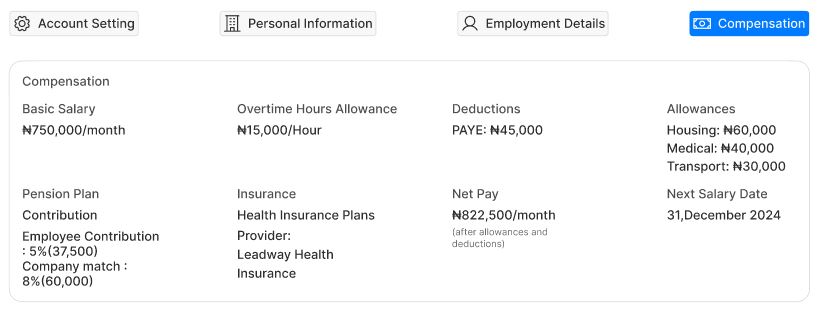 Account Setting
Personal Information
Employment Details
Compensation
Compensation
Basic Salary
₦750,000/month
Overtime Hours Allowance
₦15,000/Hour
Deductions
PAYE: ₦45,000
Allowances
Housing: ₦60,000
Medical: ₦40,000
Transport: ₦30,000
Pension Plan
Contribution
Employee Contribution
: 5%(37,500)
Company match :
8%(60,000)
Insurance
Health Insurance Plans
Provider:
Leadway Health
Insurance
Net Pay
₦822,500/month
(after allowances and
deductions)
Next Salary Date
31,December 2024